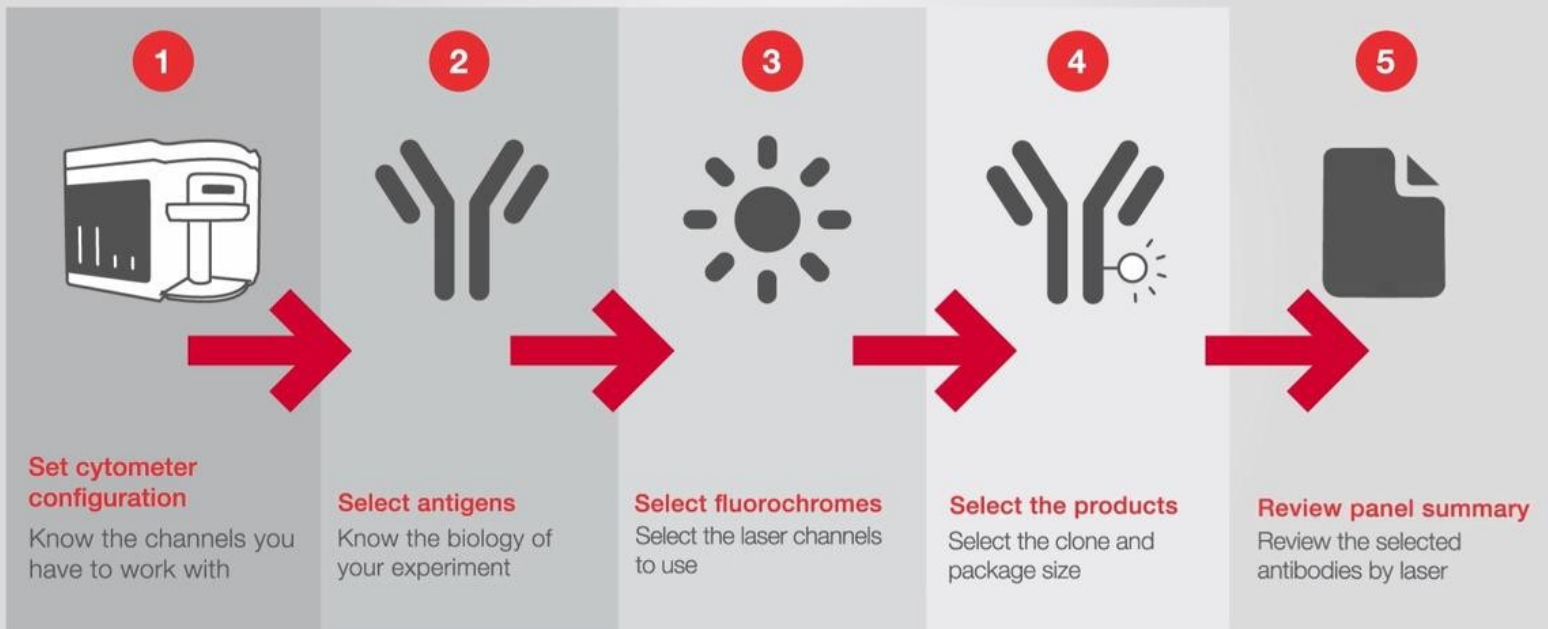 1
Set cytometer
configuration
Know the channels you
have to work with
2
Select antigens
Know the biology of
your experiment
3
Select fluorochromes
Select the laser channels
to use
4
Select the products
Select the clone and
package size
5
Review panel summary
Review the selected
antibodies by laser